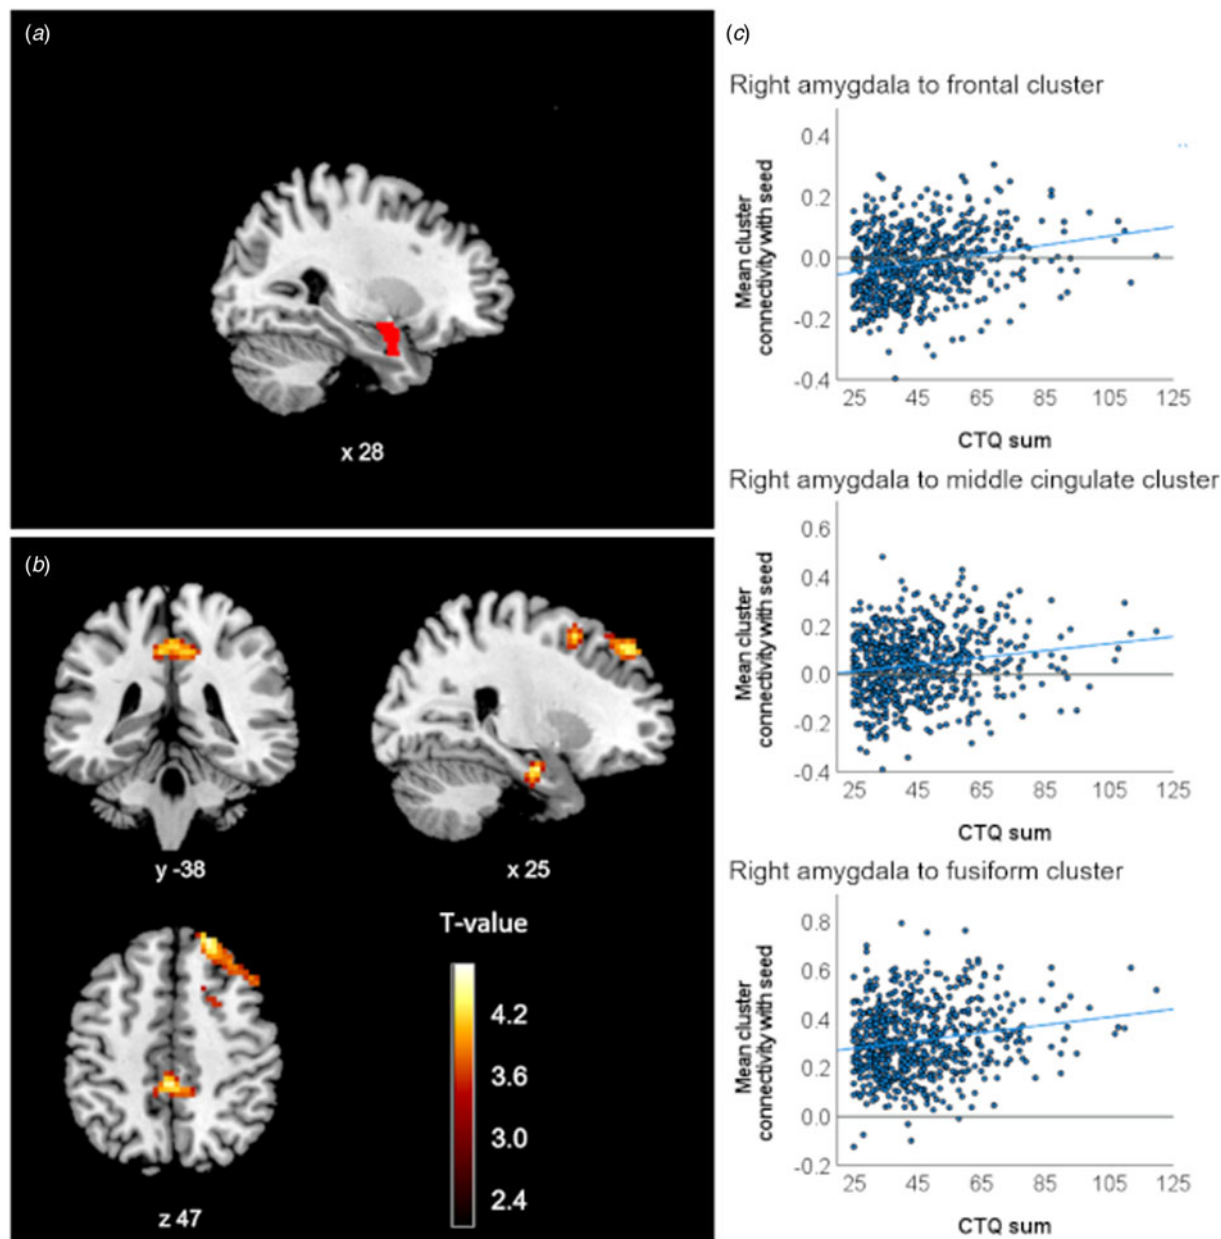 (a)
x 28
(b)
y -38
x 25
T-value
4.2
3.6
3.0
2.4
z 47
(c)
Right amygdala to frontal cluster
Mean cluster
connectivity with seed
0.4
0.2
0.0
-0.2
-0.4
25 45 65 85 105 125
CTQ sum
Right amygdala to middle cingulate cluster
Mean cluster
connectivity with seed
0.6
0.4
0.2
0.0
-0.2
-0.4
25 45 65 85 105 125
CTQ sum
Right amygdala to fusiform cluster
Mean cluster
connectivity with seed
0.8
0.6
0.4
0.2
0.0
-0.2
25 45 65 85 105 125
CTQ sum